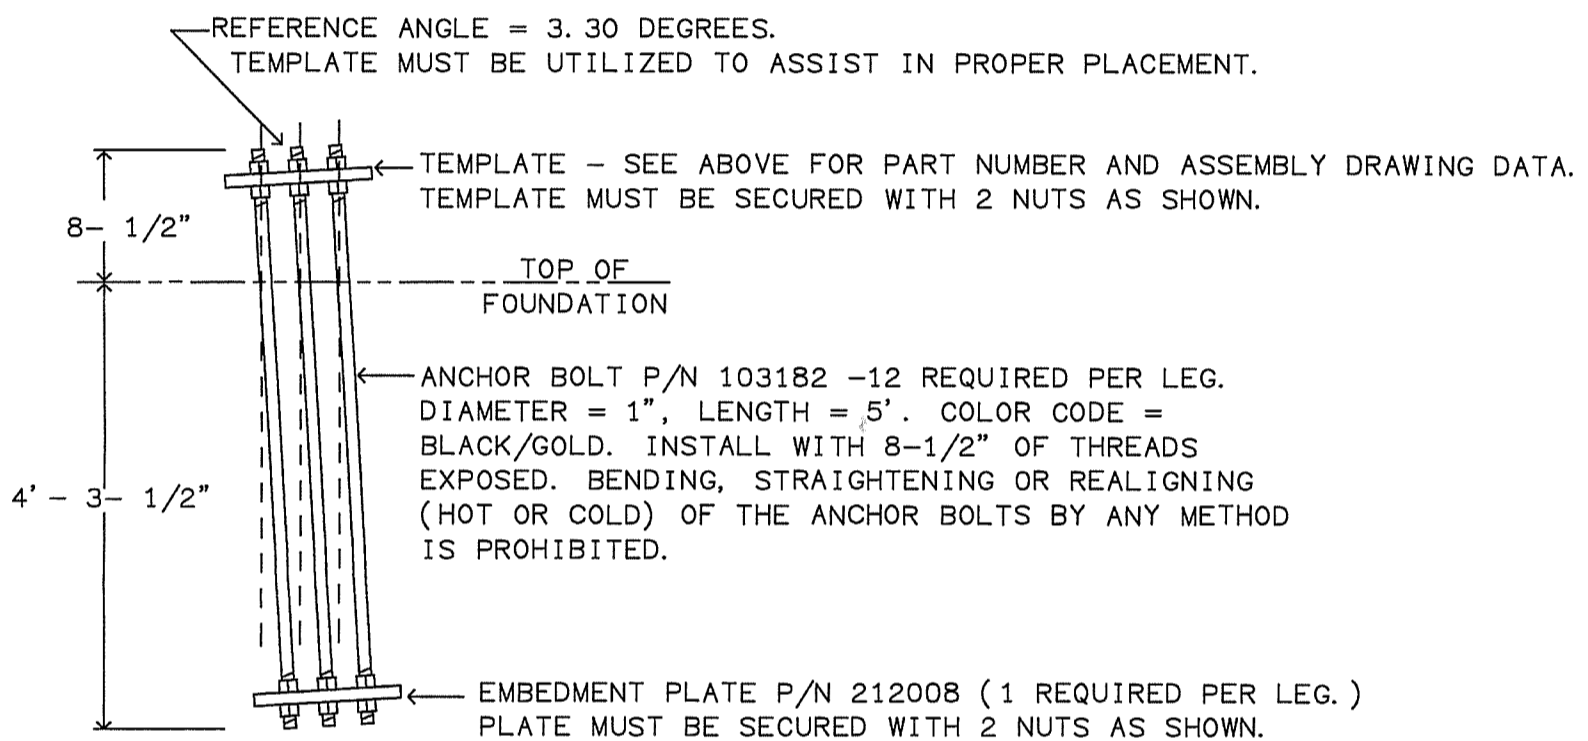 REFERENCE ANGLE = 3.30 DEGREES.
TEMPLATE MUST BE UTILIZED TO ASSIST IN PROPER PLACEMENT.
TEMPLATE - SEE ABOVE FOR PART NUMBER AND ASSEMBLY DRAWING DATA.
TEMPLATE MUST BE SECURED WITH 2 NUTS AS SHOWN.
8- 1/2"
TOP OF
FOUNDATION
ANCHOR BOLT P/N 103182 -12 REQUIRED PER LEG.
DIAMETER = 1", LENGTH = 5'. COLOR CODE =
BLACK/GOLD. INSTALL WITH 8-1/2" OF THREADS
EXPOSED. BENDING, STRAIGHTENING OR REALIGNING
(HOT OR COLD) OF THE ANCHOR BOLTS BY ANY METHOD
IS PROHIBITED.
4' - 3- 1/2"
EMBEDMENT PLATE P/N 212008 (1 REQUIRED PER LEG.)
PLATE MUST BE SECURED WITH 2 NUTS AS SHOWN.